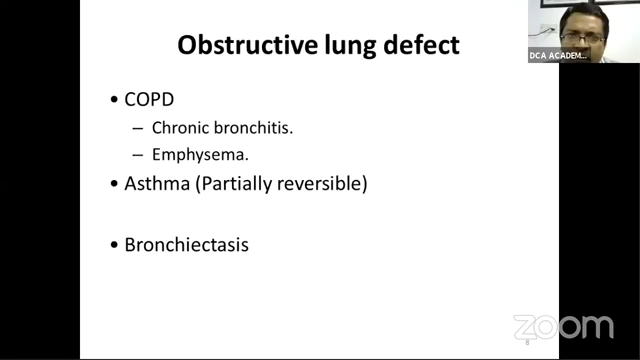 Obstructive lung defect
• COPD
– Chronic bronchitis.
– Emphysema.
• Asthma (Partially reversible)
• Bronchiectasis
DCA ACADEM...
zoom
8